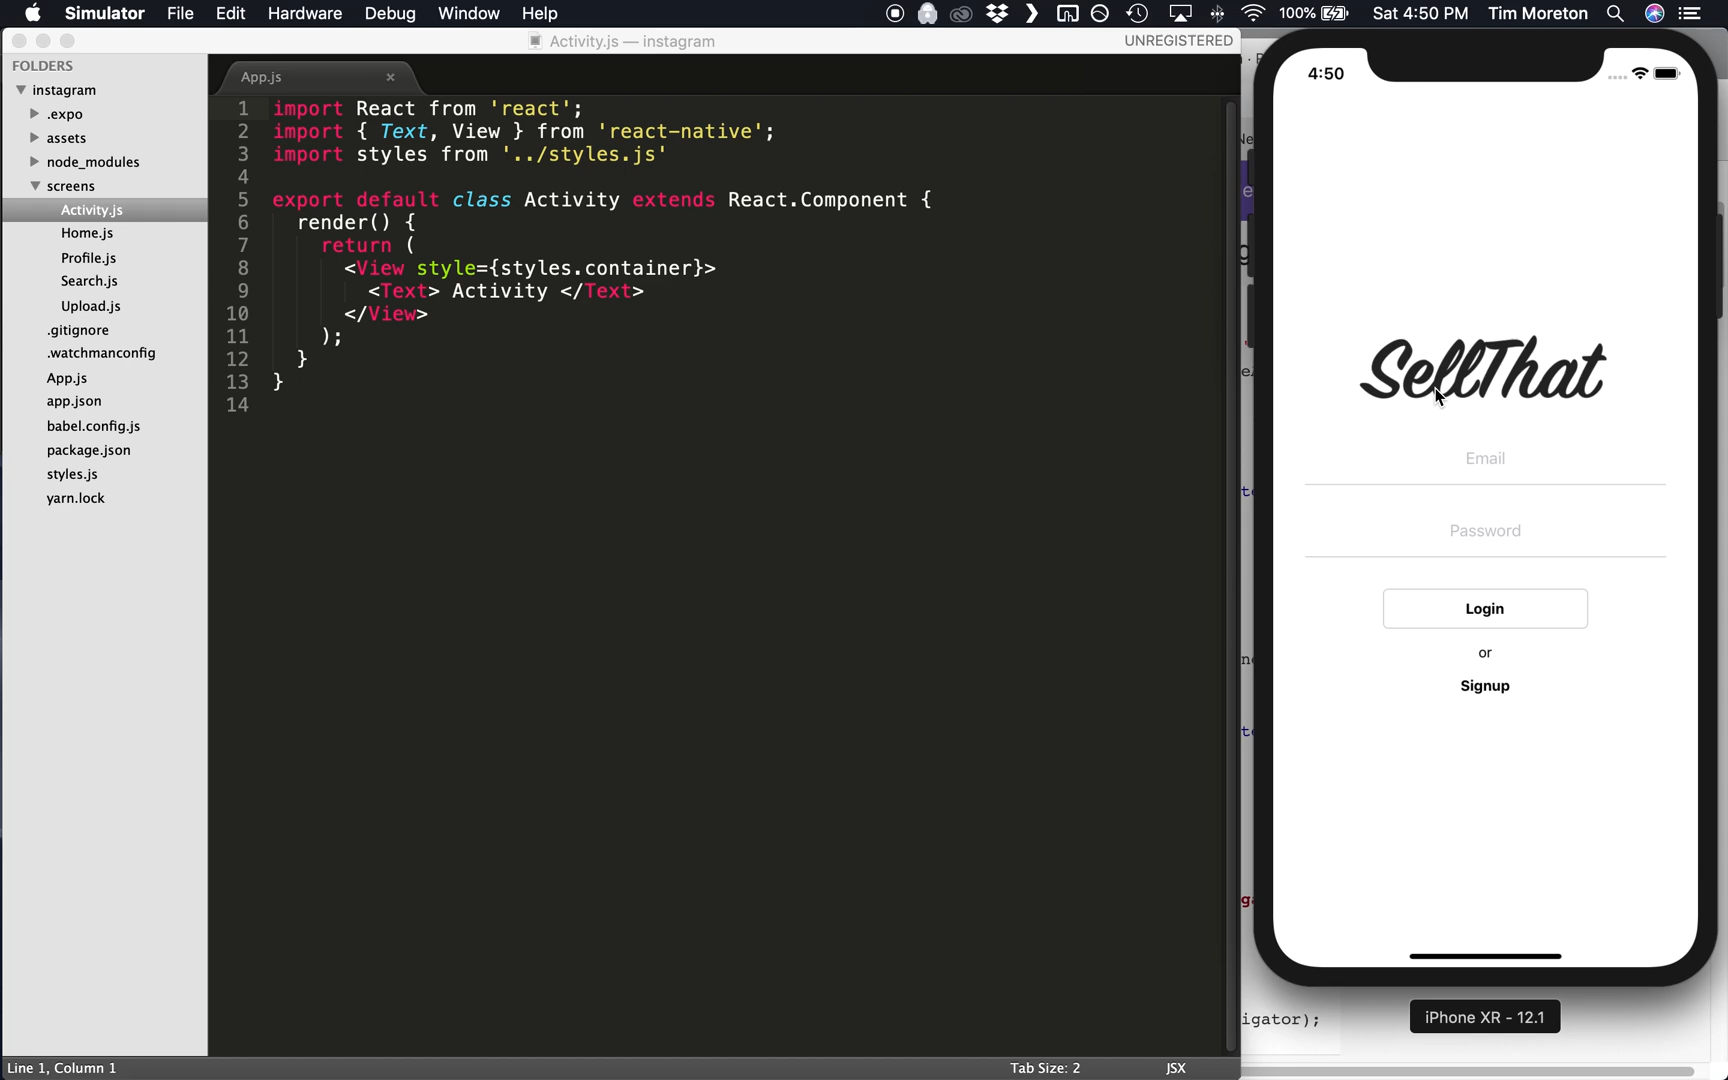 Simulator File Edit Hardware Debug Window Help 100% Sat 4:50 PM Tim Moreton
Activity.js — instagram UNREGISTERED
FOLDERS
instagram
.expo
assets
node_modules
screens
Activity.js
Home.js
Profile.js
Search.js
Upload.js
.gitignore
.watchmanconfig
App.js
app.json
babel.config.js
package.json
styles.js
yarn.lock
App.js
1 import React from 'react';
2 import { Text, View } from 'react-native';
3 import styles from '../styles.js'
4
5 export default class Activity extends React.Component {
6 render() {
7 return (
8 <View style={styles.container}>
9 <Text> Activity </Text>
10 </View>
11 );
12 }
13 }
14
4:50
SellThat
Email
Password
Login
or
Signup
igator);
iPhone XR - 12.1
Line 1, Column 1 Tab Size: 2 JSX